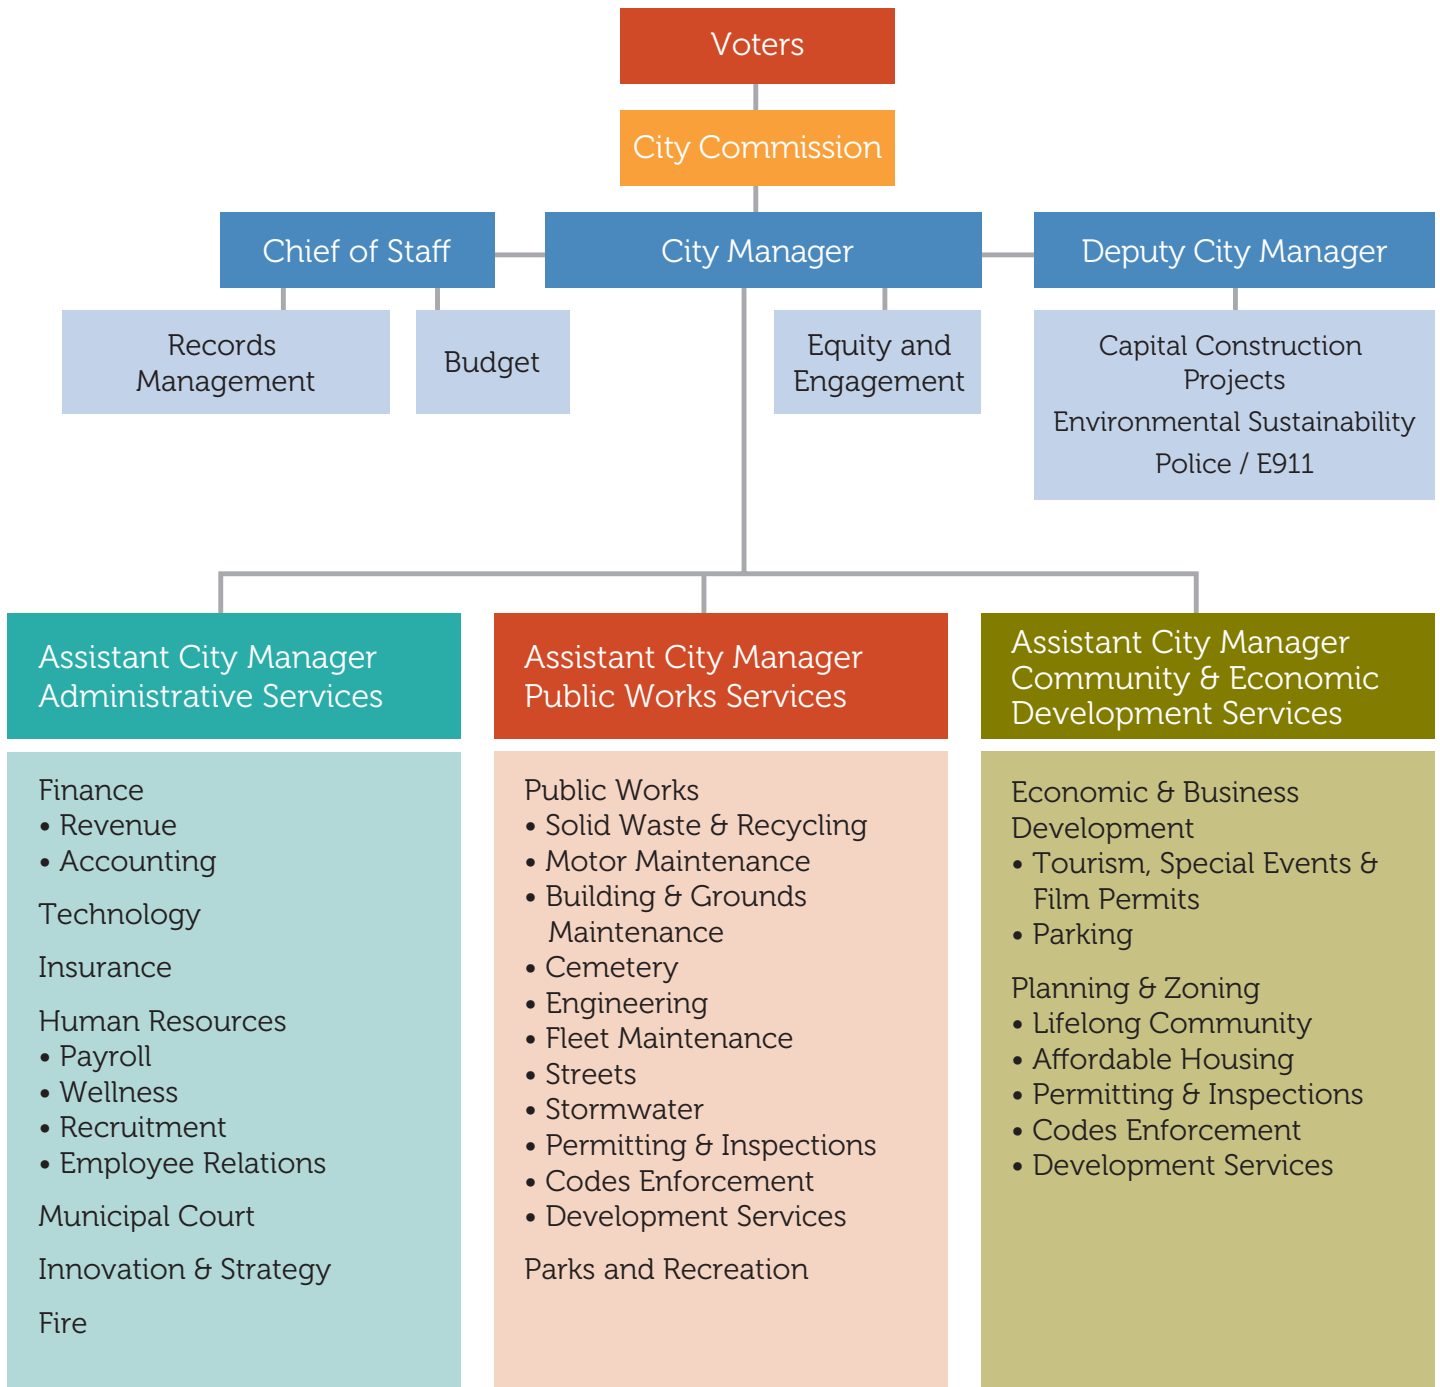 Voters
City Commission
Chief of Staff
City Manager
Deputy City Manager
Records
Management
Budget
Equity and
Engagement
Capital Construction
Projects
Environmental Sustainability
Police / E911
Assistant City Manager
Administrative Services
Finance
• Revenue
• Accounting
Technology
Insurance
Human Resources
• Payroll
• Wellness
• Recruitment
• Employee Relations
Municipal Court
Innovation & Strategy
Fire
Assistant City Manager
Public Works Services
Public Works
• Solid Waste & Recycling
• Motor Maintenance
• Building & Grounds
Maintenance
• Cemetery
• Engineering
• Fleet Maintenance
• Streets
• Stormwater
• Permitting & Inspections
• Codes Enforcement
• Development Services
Parks and Recreation
Assistant City Manager
Community & Economic
Development Services
Economic & Business
Development
• Tourism, Special Events &
Film Permits
• Parking
Planning & Zoning
• Lifelong Community
• Affordable Housing
• Permitting & Inspections
• Codes Enforcement
• Development Services